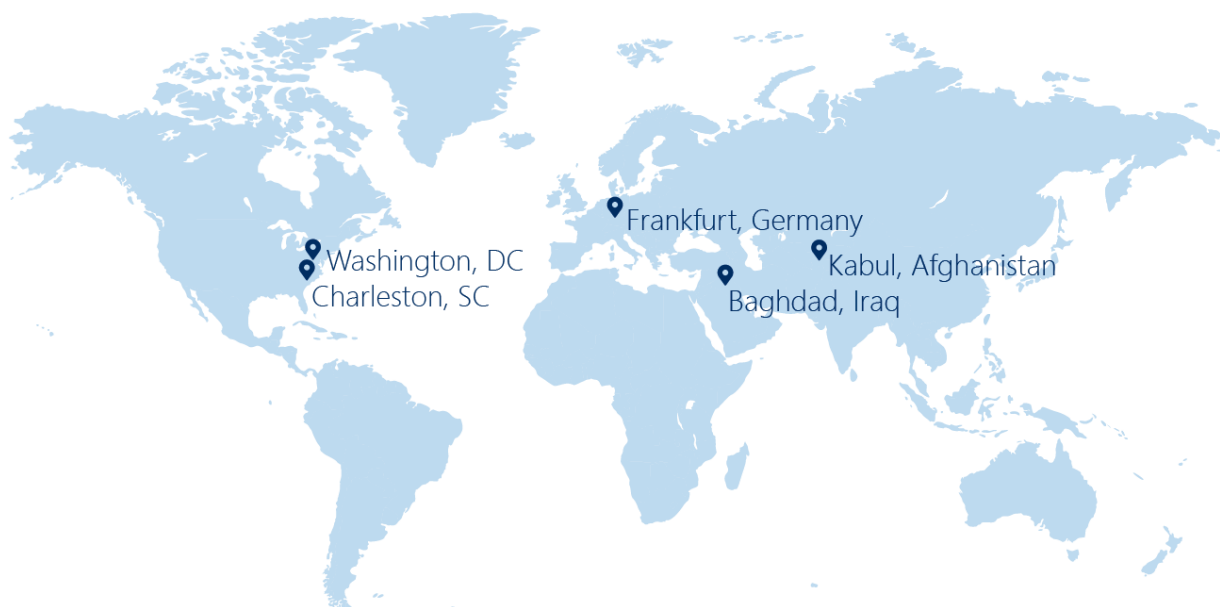 Frankfurt, Germany
Washington, DC
Kabul, Afghanistan
Charleston, SC
Baghdad, Iraq